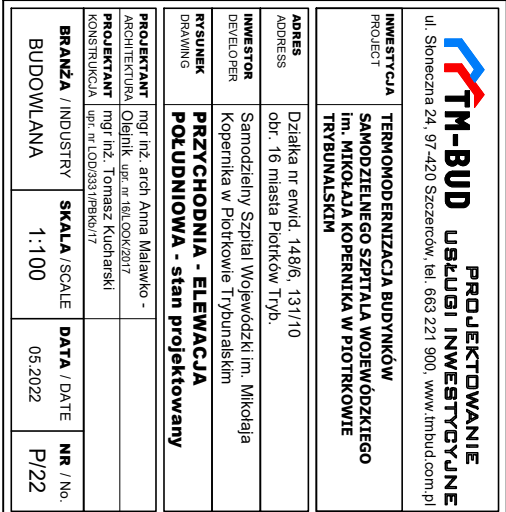 TM-BUD PROJEKTOWANIE
USŁUGI INWESTYCYJNE
ul. Słoneczna 24, 97-420 Szczerców, tel. 663 221 900, www.tmbud.com.pl
INWESTYCJA
PROJECT
TERMOMODERNIZACJA BUDYNKÓW
SAMODZIELNEGO SZPITALA WOJEWÓDZKIEGO
im. MIKOŁAJA KOPERNIKA W PIOTRKOWIE
TRYBUNALSKIM
ADRES
ADDRESS
Działka nr erwid. 148/6, 131/10
obr. 16 miasta Piotrków Tryb.
INWESTOR
DEVELOPER
Samodzielny Szpital Wojewódzki im. Mikołaja
Kopernika w Piotrkowie Trybunalskim
RYSUNEK
DRAWING
PRZYCHODNIA - ELEWACJA
POŁUDNIOWA - stan projektowany
PROJEKTANT
ARCHITEKTURA
mgr inż. arch Anna Malawko -
Olejnik upr. nr 16/ŁOOK/2017
PROJEKTANT
KONSTRUKCJA
mgr inż. Tomasz Kucharski
upr. nr LOD/3331/PBKb/17
BRANŻA / INDUSTRY
BUDOWLANA
SKALA / SCALE
1:100
DATA / DATE
05.2022
NR / No.
P/22